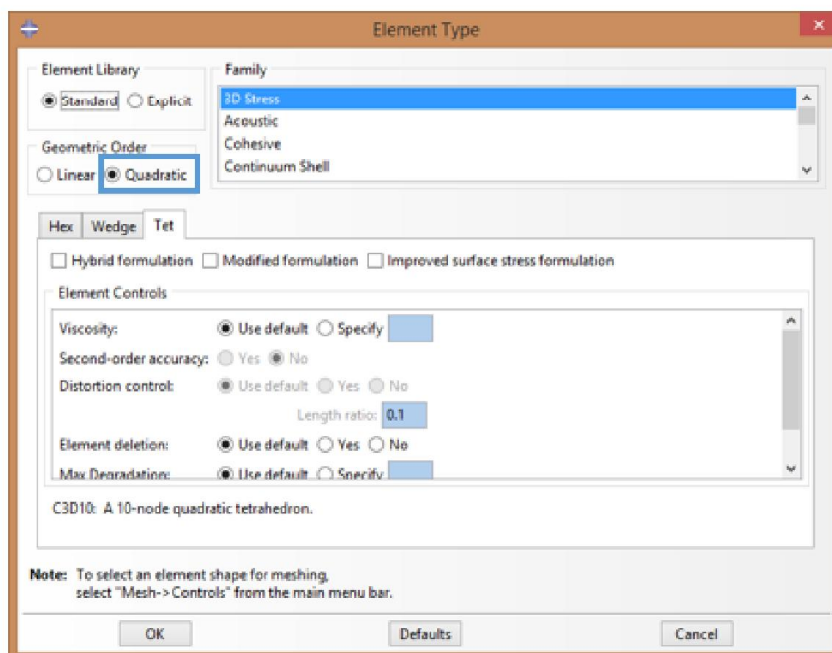 Element Type
Element Library
Standard Explicit
Geometric Order
Linear Quadratic
Family
3D Stress
Acoustic
Cohesive
Continuum Shell
Hex Wedge Tet
Hybrid formulation Modified formulation Improved surface stress formulation
Element Controls
Viscosity: Use default Specify
Second-order accuracy: Yes No
Distortion control: Use default Yes No
Length ratio: 0.1
Element deletion: Use default Yes No
Max Degradation: Use default Specify
C3D10: A 10-node quadratic tetrahedron.
Note: To select an element shape for meshing,
select "Mesh->Controls" from the main menu bar.
OK Defaults Cancel